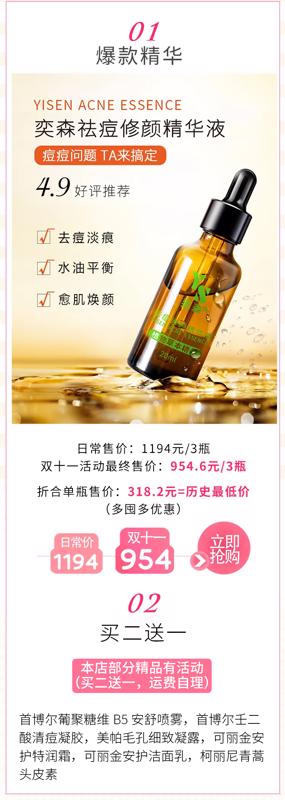 01
爆款精华
YISEN ACNE ESSENCE
奕森祛痘修颜精华液
痘痘问题 TA来搞定
4.9 好评推荐
去痘淡痕
水油平衡
愈肌焕颜
20ml
日常售价：1194元/3瓶
双十一活动最终售价：954.6元/3瓶
折合单瓶售价：318.2元=历史最低价
（多囤多优惠）
日常价
1194
双十一
954
立即
抢购
02
买二送一
本店部分精品有活动
（买二送一，运费自理）
首博尔葡聚糖维 B5 安舒喷雾，首博尔壬二
酸清痘凝胶，美帕毛孔细致凝露，可丽金安
护特润霜，可丽金安护洁面乳，柯丽尼青蒿
头皮素